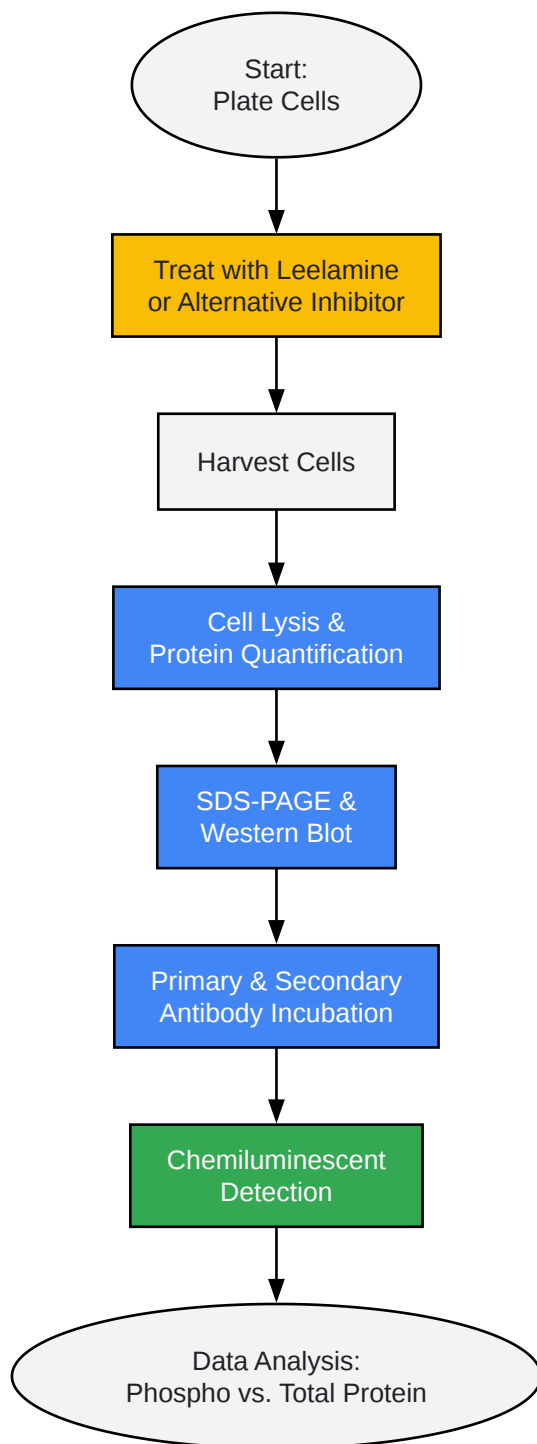 Start:
Plate Cells
Treat with Leelamine
or Alternative Inhibitor
Harvest Cells
Cell Lysis &
Protein Quantification
SDS-PAGE &
Western Blot
Primary & Secondary
Antibody Incubation
Chemiluminescent
Detection
Data Analysis:
Phospho vs. Total Protein